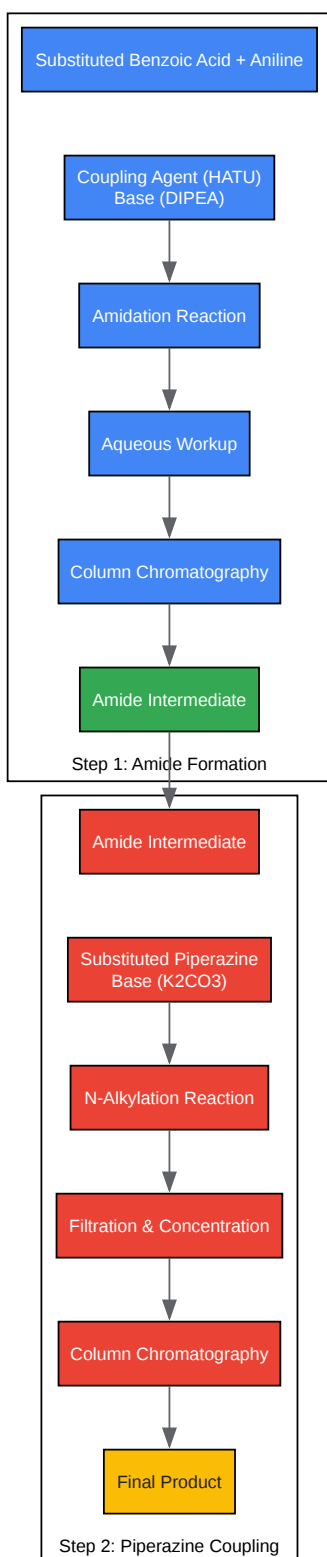 Substituted Benzoic Acid + Aniline
Coupling Agent (HATU)
Base (DIPEA)
Amidation Reaction
Aqueous Workup
Column Chromatography
Amide Intermediate
Step 1: Amide Formation
Amide Intermediate
Substituted Piperazine
Base (K2CO3)
N-Alkylation Reaction
Filtration & Concentration
Column Chromatography
Final Product
Step 2: Piperazine Coupling